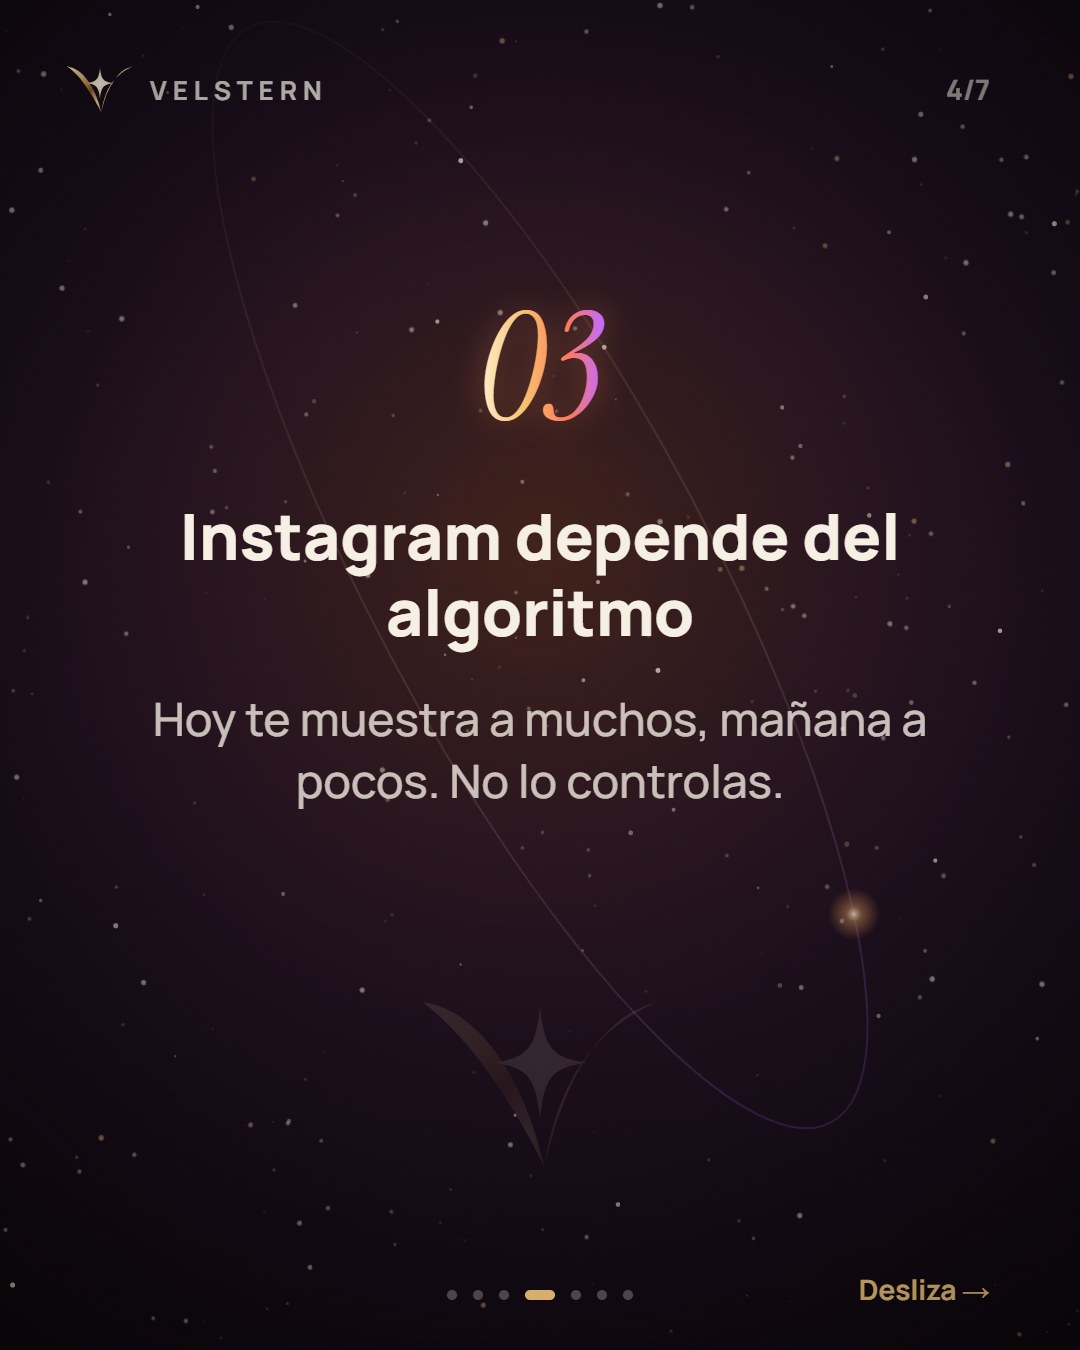 VELSTERN
4/7
03
Instagram depende del
algoritmo
Hoy te muestra a muchos, mañana a
pocos. No lo controlas.
Desliza →